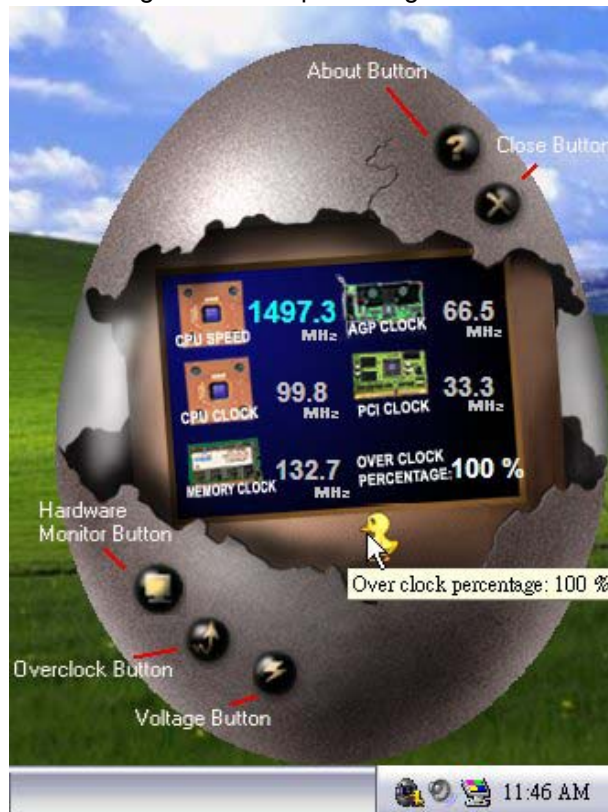 About Button
Close Button
CPU SPEED 1497.3 MHz
AGP CLOCK 66.5 MHz
CPU CLOCK 99.8 MHz
PCI CLOCK 33.3 MHz
MEMORY CLOCK 132.7 MHz
OVER CLOCK PERCENTAGE: 100 %
Over clock percentage: 100 %
Hardware
Monitor Button
Overclock Button
Voltage Button
11:46 AM